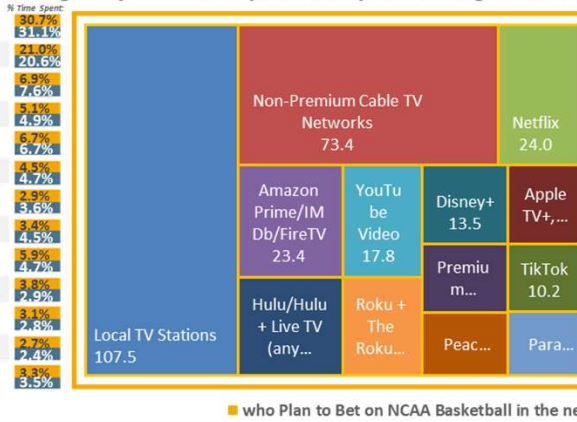 % Time Spent:
30.7%
31.1%
21.0%
20.6%
6.9%
7.6%
5.1%
4.9%
6.7%
6.7%
4.5%
4.7%
2.9%
3.6%
3.4%
4.5%
5.9%
4.7%
3.8%
2.9%
3.1%
2.8%
2.7%
2.4%
3.3%
3.5%
Local TV Stations
107.5
Non-Premium Cable TV
Networks
73.4
Netflix
24.0
Amazon
Prime/IM
Db/FireTV
23.4
YouTu
be
Video
17.8
Disney+
13.5
Apple
TV+,...
Hulu/Hulu
+ Live TV
(any...
Roku +
The
Roku...
Premiu
m...
TikTok
10.2
Peac...
Para...
who Plan to Bet on NCAA Basketball in the ne